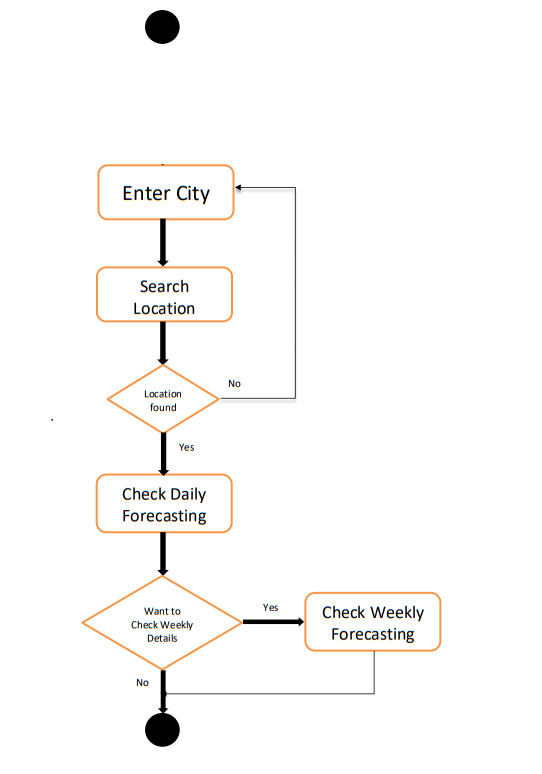 Enter City
Search
Location
Location
found
No
Yes
Check Daily
Forecasting
Want to
Check Weekly
Details
Yes
Check Weekly
Forecasting
No